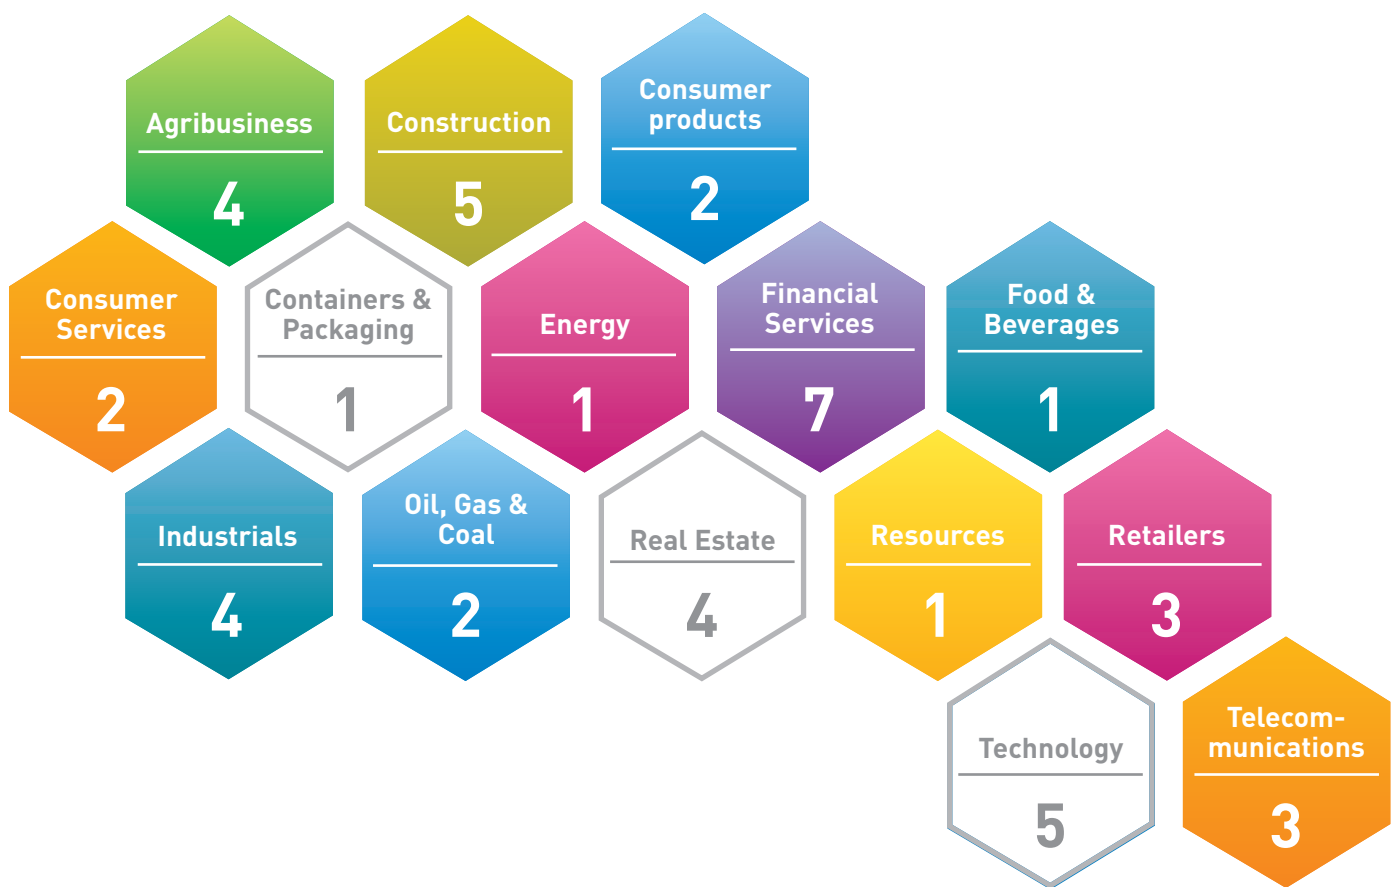 Agribusiness
4
Construction
5
Consumer
products
2
Consumer
Services
2
Containers &
Packaging
1
Energy
1
Financial
Services
7
Food &
Beverages
1
Industrials
4
Oil, Gas &
Coal
2
Real Estate
4
Resources
1
Retailers
3
Technology
5
Telecom-
munications
3